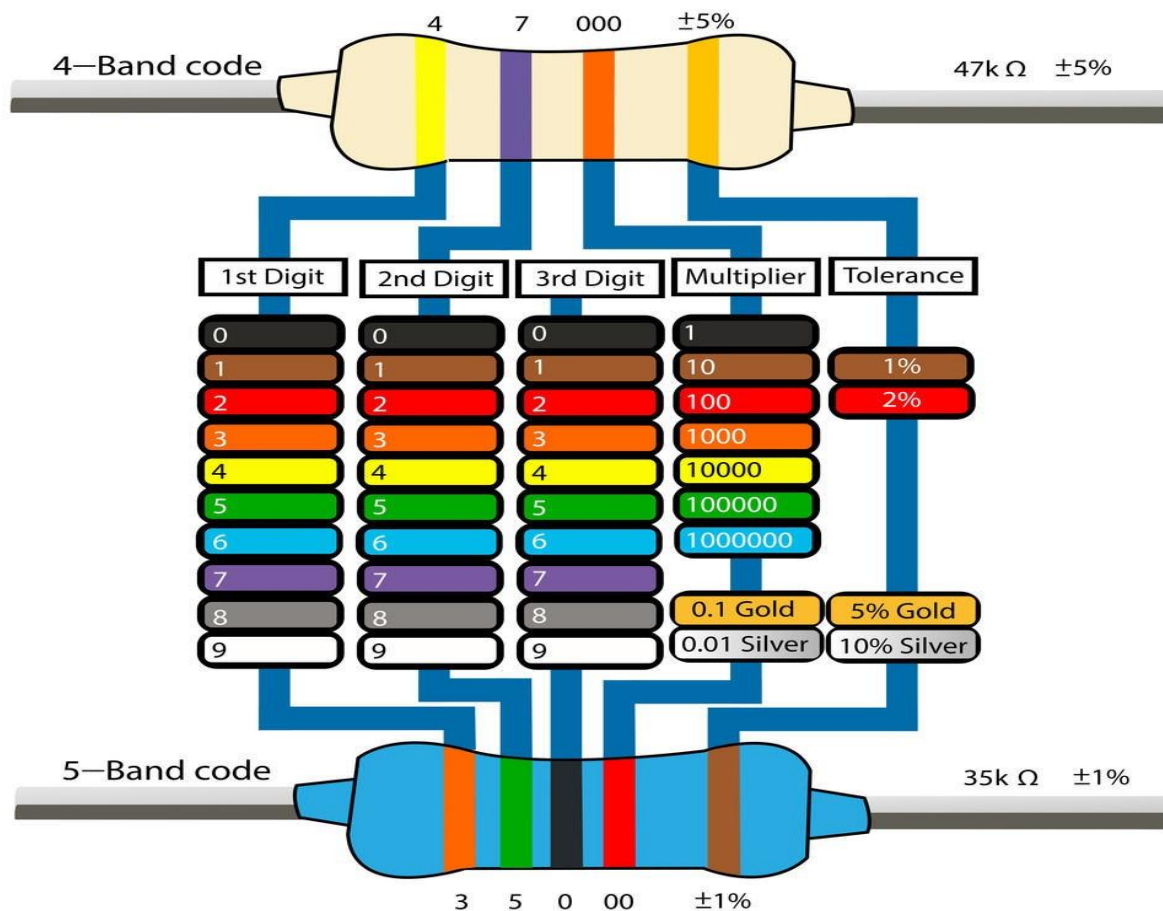 4 7 000 ±5%
4–Band code
47k Ω ±5%
1st Digit 2nd Digit 3rd Digit Multiplier Tolerance
0 0 0 1
1 1 1 10 1%
2 2 2 100 2%
3 3 3 1000
4 4 4 10000
5 5 5 100000
6 6 6 1000000
7 7 7
8 8 8 0.1 Gold 5% Gold
9 9 9 0.01 Silver 10% Silver
5–Band code
35k Ω ±1%
3 5 0 00 ±1%